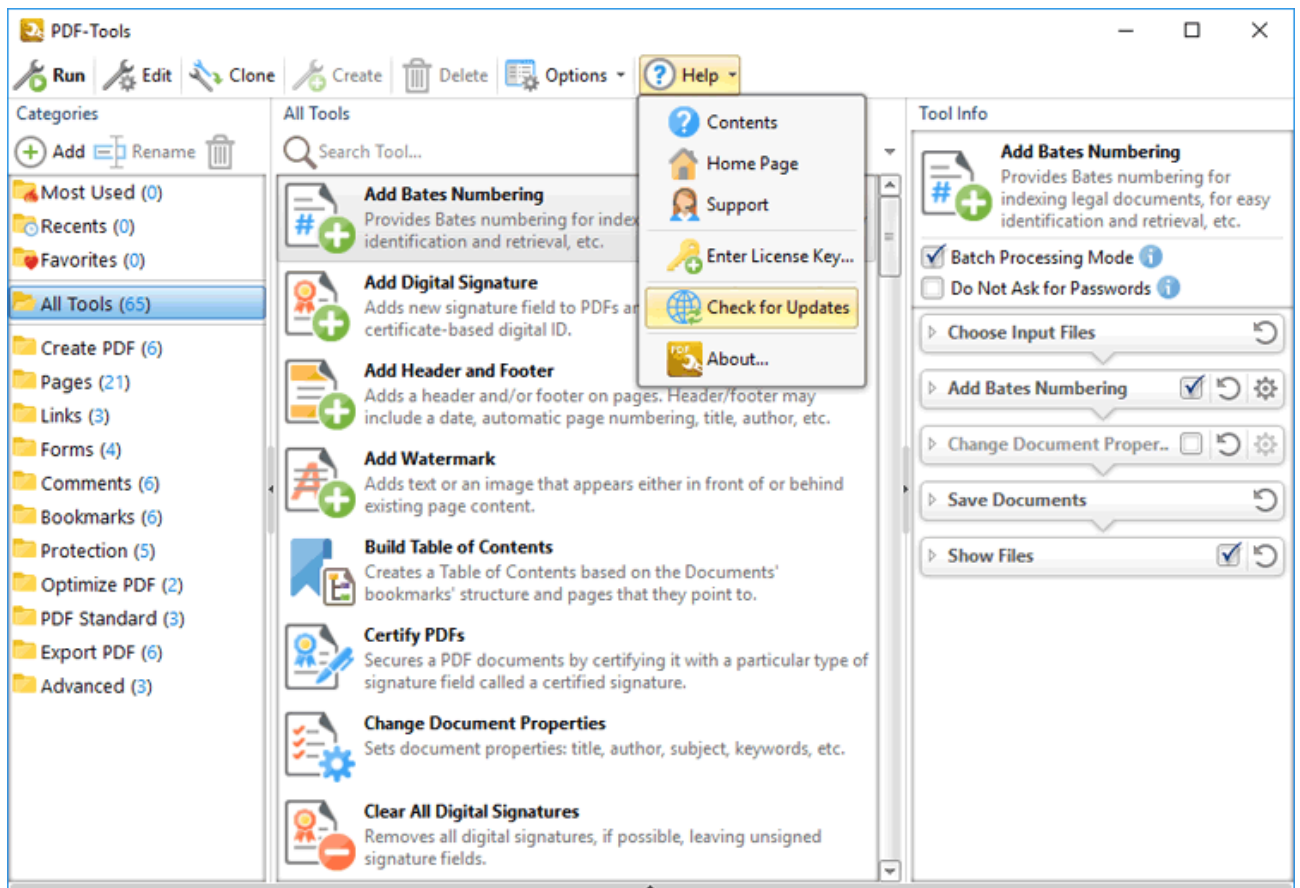 PDF-Tools
Run Edit Clone Create Delete Options Help
Categories
Add Rename
Most Used (0)
Recents (0)
Favorites (0)
All Tools (65)
Create PDF (6)
Pages (21)
Links (3)
Forms (4)
Comments (6)
Bookmarks (6)
Protection (5)
Optimize PDF (2)
PDF Standard (3)
Export PDF (6)
Advanced (3)
All Tools
Search Tool...
Add Bates Numbering
Provides Bates numbering for index
identification and retrieval, etc.
Add Digital Signature
Adds new signature field to PDFs an
certificate-based digital ID.
Add Header and Footer
Adds a header and/or footer on pages. Header/footer may
include a date, automatic page numbering, title, author, etc.
Add Watermark
Adds text or an image that appears either in front of or behind
existing page content.
Build Table of Contents
Creates a Table of Contents based on the Documents'
bookmarks' structure and pages that they point to.
Certify PDFs
Secures a PDF documents by certifying it with a particular type of
signature field called a certified signature.
Change Document Properties
Sets document properties: title, author, subject, keywords, etc.
Clear All Digital Signatures
Removes all digital signatures, if possible, leaving unsigned
signature fields.
Contents
Home Page
Support
Enter License Key...
Check for Updates
About...
Tool Info
Add Bates Numbering
Provides Bates numbering for
indexing legal documents, for easy
identification and retrieval, etc.
Batch Processing Mode
Do Not Ask for Passwords
Choose Input Files
Add Bates Numbering
Change Document Proper..
Save Documents
Show Files